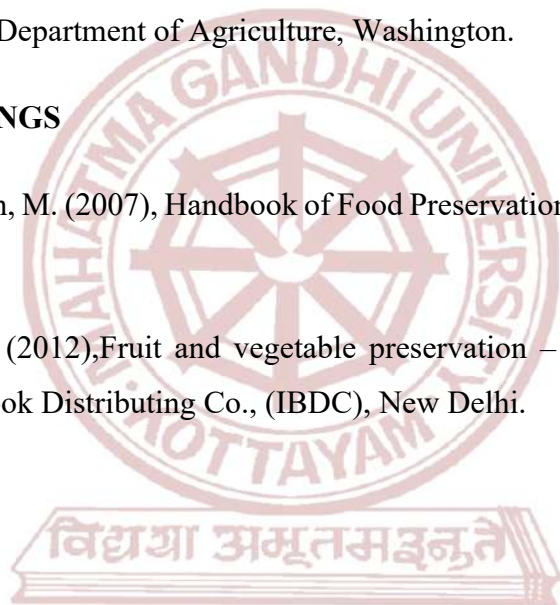 Department of Agriculture, Washington.
NGS
n, M. (2007), Handbook of Food Preservation
(2012),Fruit and vegetable preservation –
ook Distributing Co., (IBDC), New Delhi.
MAHATMA GANDHI UNIVERSITY
KOTTAYAM
विद्यया अमृतमश्नुते